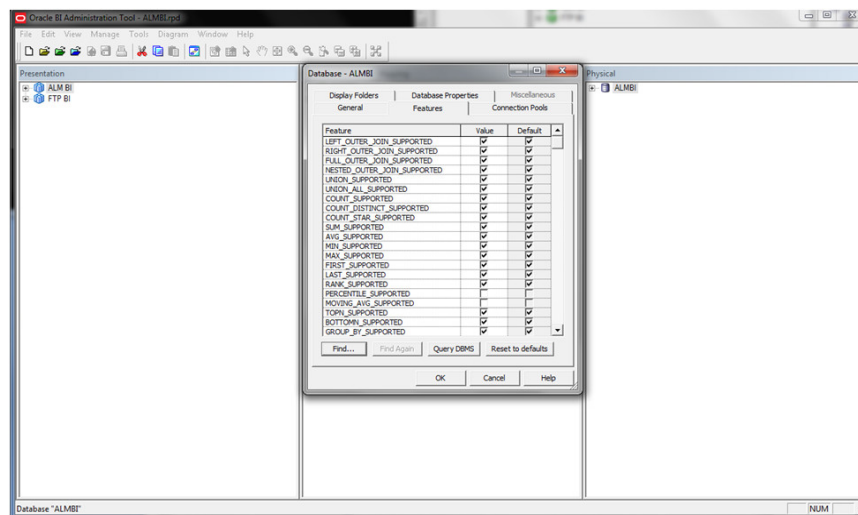 Oracle BI Administration Tool - ALMBI.rpd
File Edit View Manage Tools Diagram Window Help
Presentation
ALM BI
FTP BI
Database - ALMBI
Display Folders Database Properties Miscellaneous
General Features Connection Pools
Feature Value Default
LEFT_OUTER_JOIN_SUPPORTED
RIGHT_OUTER_JOIN_SUPPORTED
FULL_OUTER_JOIN_SUPPORTED
NESTED_OUTER_JOIN_SUPPORTED
UNION_SUPPORTED
UNION_ALL_SUPPORTED
COUNT_SUPPORTED
COUNT_DISTINCT_SUPPORTED
COUNT_STAR_SUPPORTED
SUM_SUPPORTED
AVG_SUPPORTED
MIN_SUPPORTED
MAX_SUPPORTED
FIRST_SUPPORTED
LAST_SUPPORTED
RANK_SUPPORTED
PERCENTILE_SUPPORTED
MOVING_AVG_SUPPORTED
TOPN_SUPPORTED
BOTTOMN_SUPPORTED
GROUP_BY_SUPPORTED
Find... Find Again Query DBMS Reset to defaults
OK Cancel Help
Physical
ALMBI
Database "ALMBI" NUM